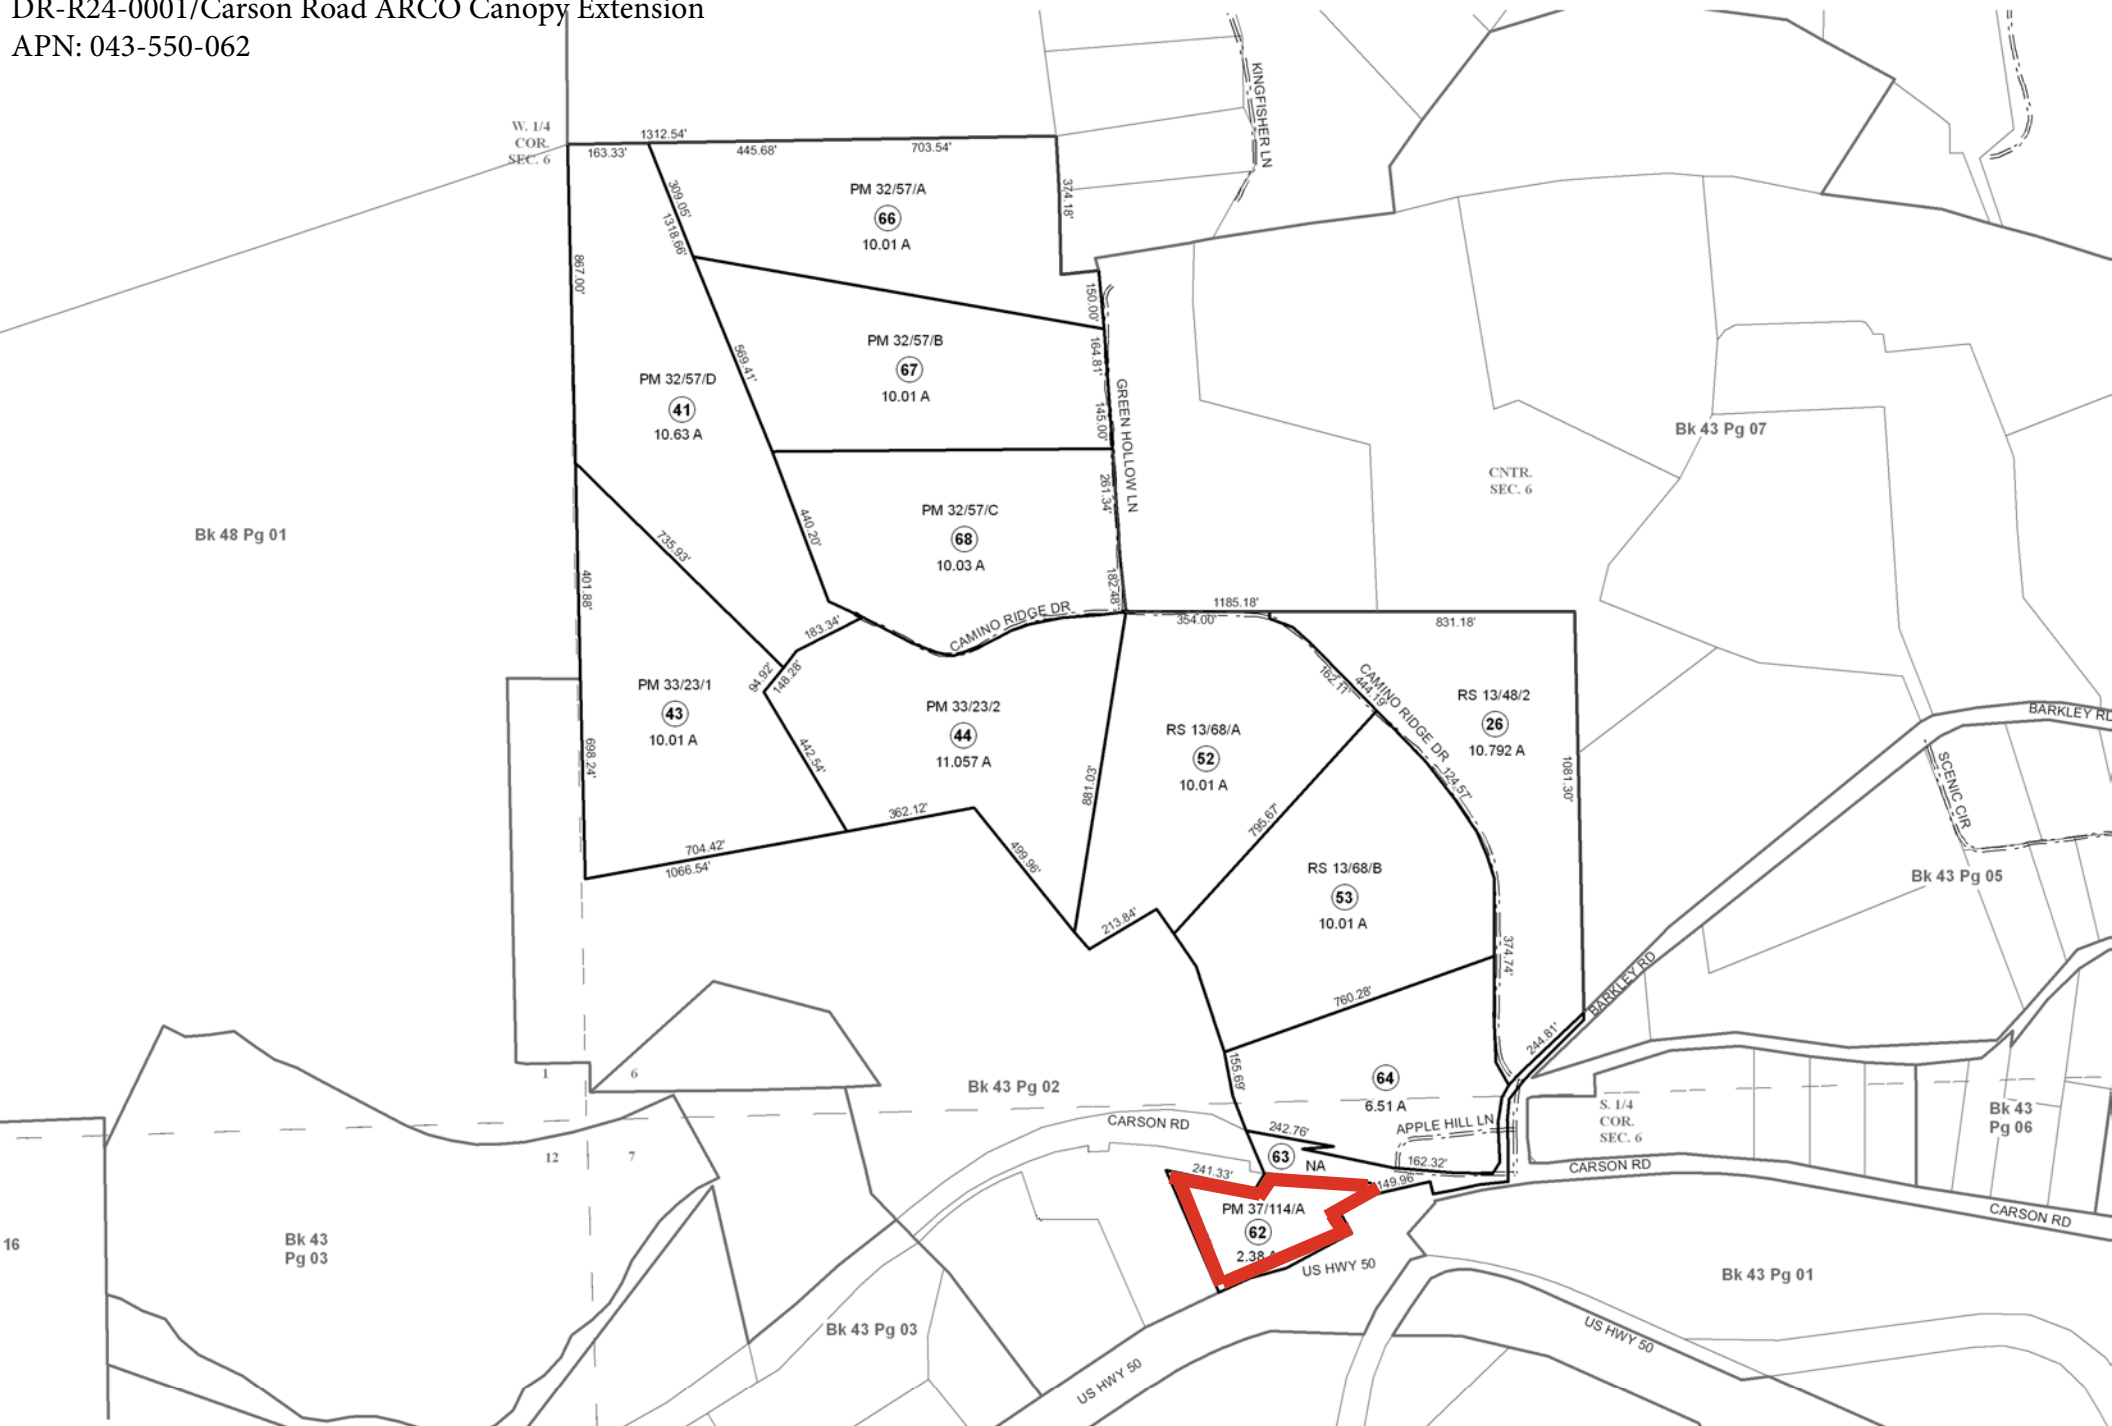 DR-R24-0001/Carson Road ARCO Canopy Extension
APN: 043-550-062
KINGFISHER LN
W. 1/4
COR.
SEC. 6
1312.54'
163.33'
445.68'
703.54'
309.05'
1318.66'
374.18'
PM 32/57/A
66
10.01 A
867.00'
150.00'
164.81'
PM 32/57/B
67
10.01 A
569.41'
PM 32/57/D
41
10.63 A
145.00'
GREEN HOLLOW LN
Bk 43 Pg 07
CNTR.
SEC. 6
261.34'
PM 32/57/C
68
10.03 A
440.20'
Bk 48 Pg 01
735.93'
401.88'
182.48'
CAMINO RIDGE DR
1185.18'
354.00'
831.18'
183.34'
94.92'
148.28'
PM 33/23/1
43
10.01 A
698.24'
442.54'
PM 33/23/2
44
11.057 A
881.03'
RS 13/68/A
52
10.01 A
162.11'
444.19'
CAMINO RIDGE DR
124.57'
RS 13/48/2
26
10.792 A
1081.30'
BARKLEY RD
SCENIC CIR
362.12'
704.42'
1066.54'
499.96'
795.67'
RS 13/68/B
53
10.01 A
Bk 43 Pg 05
213.84'
374.74'
760.28'
BARKLEY RD
244.81'
155.69'
1
6
Bk 43 Pg 02
64
6.51 A
S. 1/4
COR.
SEC. 6
Bk 43
Pg 06
CARSON RD
242.76'
APPLE HILL LN
12
7
63
NA
162.32'
CARSON RD
241.33'
149.96
PM 37/114/A
62
2.38 A
US HWY 50
CARSON RD
16
Bk 43
Pg 03
Bk 43 Pg 01
Bk 43 Pg 03
US HWY 50
US HWY 50